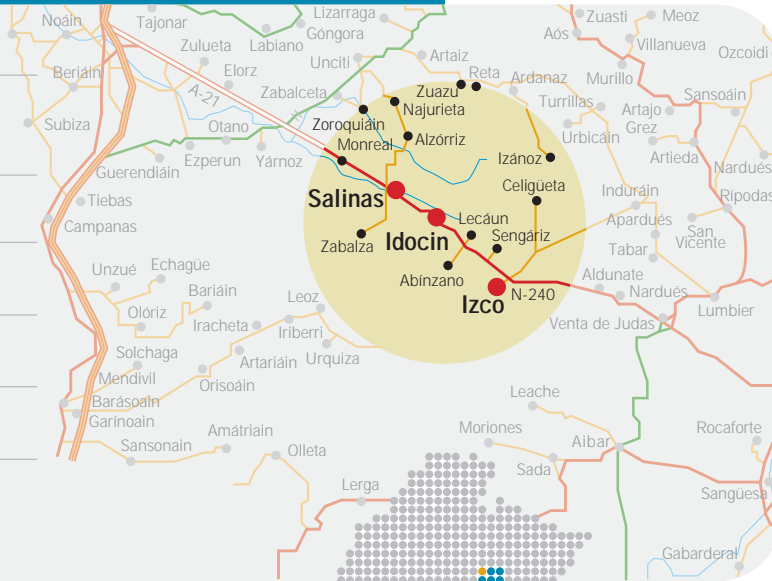 Noáin
Tajonar
Lizarraga
Zuasti
Meoz
Góngora
Labiano
Zulueta
Aós
Villanueva
Unciti
Artaiz
Ozcoidi
Beriáin
Elorz
Reta
Ardanaz
Murillo
A-21
Zabalceta
Zuazu
Najurieta
Turrillas
Artajo
Sansoáin
Subiza
Otano
Zoroquiáin
Alzórriz
Urbicáin
Grez
Monreal
Izánoz
Artieda
Guerendiáin
Ezperun
Yárnoz
Nardués
Tiebas
Salinas
Celigüeta
Induráin
Rípodas
Campanas
Lecáun
Apardués
San
Vicente
Zabalza
Idocin
Sengáriz
Tabar
Unzué
Echagüe
Abínzano
Aldunate
Bariáin
Leoz
Izco
N-240
Nardués
Lumbier
Olóriz
Iracheta
Iriberri
Venta de Judas
Solchaga
Artariáin
Urquiza
Mendivil
Orisoáin
Leache
Barásoain
Garínoain
Amátriain
Moriones
Aibar
Rocaforte
Sansonain
Olleta
Sada
Lerga
Sangüesa
Gabarderal